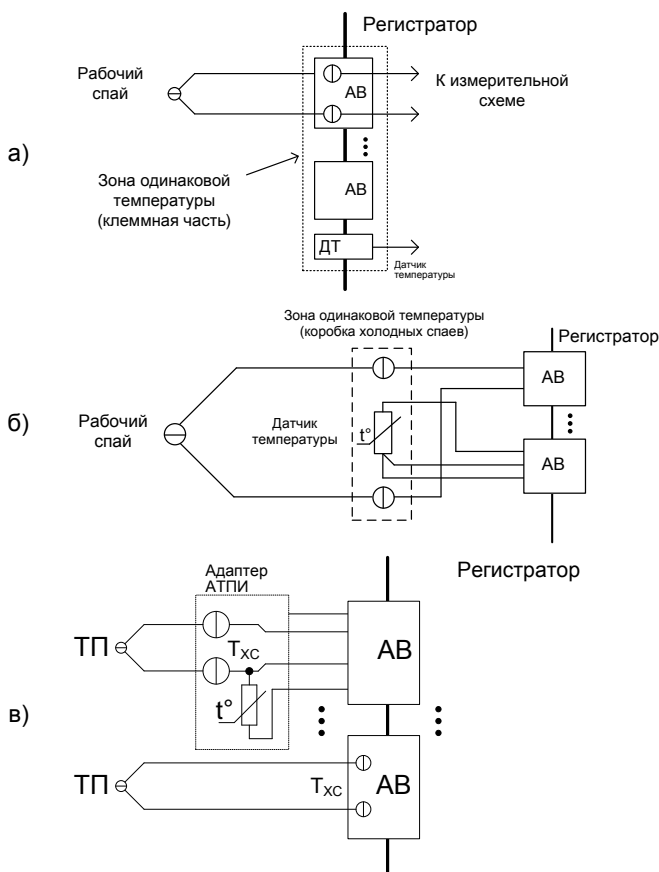 Регистратор
Рабочий
спай
АВ
К измерительной
схеме
а)
Зона одинаковой
температуры
(клеммная часть)
АВ
ДТ
Датчик
температуры
Зона одинаковой температуры
(коробка холодных спаев)
Регистратор
АВ
б)
Рабочий
спай
Датчик
температуры
t°
АВ
Адаптер
АТПИ
Регистратор
ТП
TХС
АВ
t°
в)
ТП
TХС
АВ